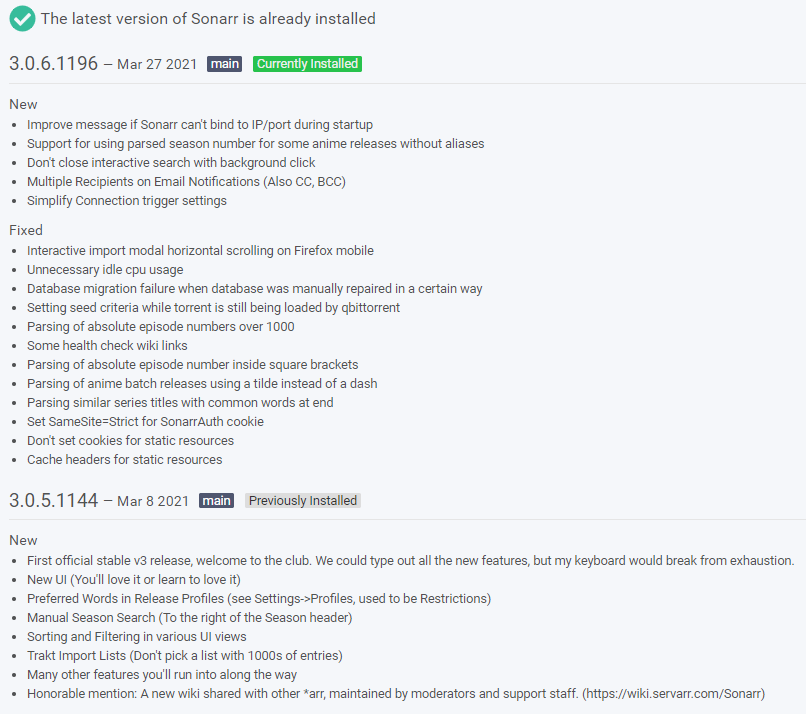 The latest version of Sonarr is already installed
3.0.6.1196 – Mar 27 2021 main Currently Installed
New
• Improve message if Sonarr can't bind to IP/port during startup
• Support for using parsed season number for some anime releases without aliases
• Don't close interactive search with background click
• Multiple Recipients on Email Notifications (Also CC, BCC)
• Simplify Connection trigger settings
Fixed
• Interactive import modal horizontal scrolling on Firefox mobile
• Unnecessary idle cpu usage
• Database migration failure when database was manually repaired in a certain way
• Setting seed criteria while torrent is still being loaded by qbittorrent
• Parsing of absolute episode numbers over 1000
• Some health check wiki links
• Parsing of absolute episode number inside square brackets
• Parsing of anime batch releases using a tilde instead of a dash
• Parsing similar series titles with common words at end
• Set SameSite=Strict for SonarrAuth cookie
• Don't set cookies for static resources
• Cache headers for static resources
3.0.5.1144 – Mar 8 2021 main Previously Installed
New
• First official stable v3 release, welcome to the club. We could type out all the new features, but my keyboard would break from exhaustion.
• New UI (You'll love it or learn to love it)
• Preferred Words in Release Profiles (see Settings->Profiles, used to be Restrictions)
• Manual Season Search (To the right of the Season header)
• Sorting and Filtering in various UI views
• Trakt Import Lists (Don't pick a list with 1000s of entries)
• Many other features you'll run into along the way
• Honorable mention: A new wiki shared with other *arr, maintained by moderators and support staff. (https://wiki.servarr.com/Sonarr)